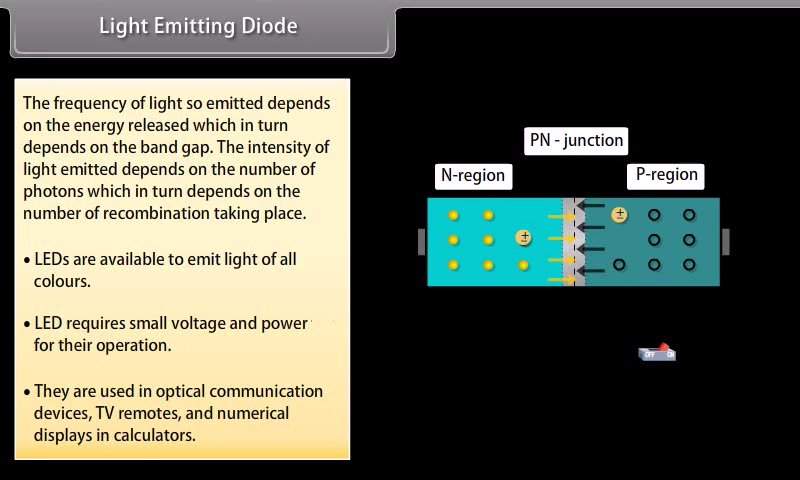 Light Emitting Diode
The frequency of light so emitted depends
on the energy released which in turn
depends on the band gap. The intensity of
light emitted depends on the number of
photons which in turn depends on the
number of recombination taking place.
• LEDs are available to emit light of all
colours.
• LED requires small voltage and power
for their operation.
• They are used in optical communication
devices, TV remotes, and numerical
displays in calculators.
PN - junction
N-region
P-region
±
±
OFF ON